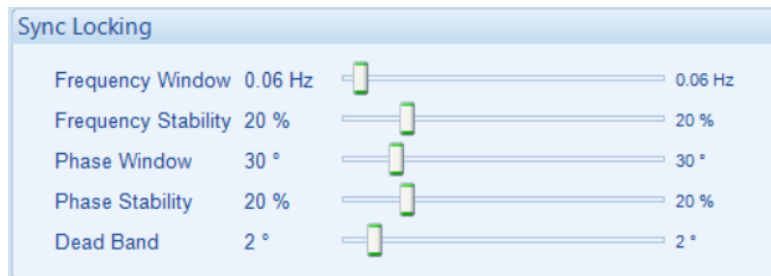 Sync Locking
Frequency Window 0.06 Hz 0.06 Hz
Frequency Stability 20 % 20 %
Phase Window 30 ° 30 °
Phase Stability 20 % 20 %
Dead Band 2 ° 2 °